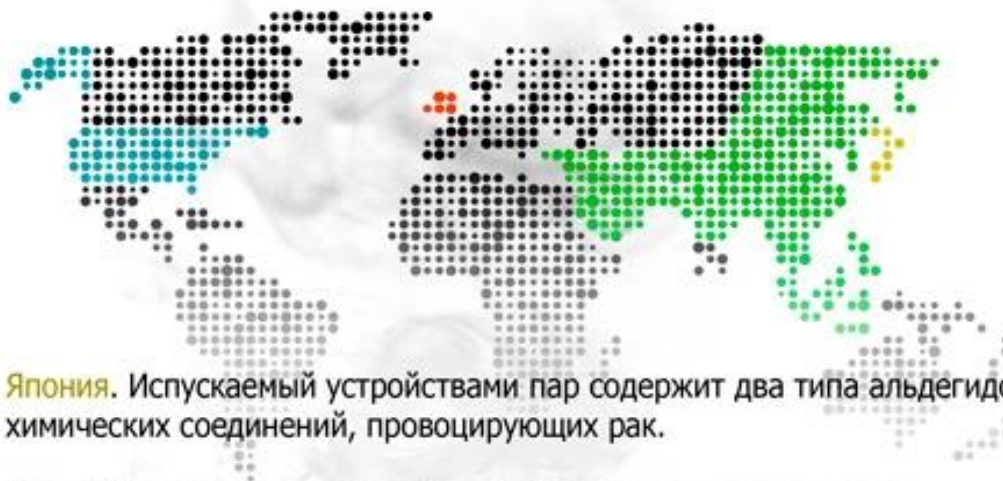 Япония. Испускаемый устройствами пар содержит два типа альдегидо
химических соединений, провоцирующих рак.